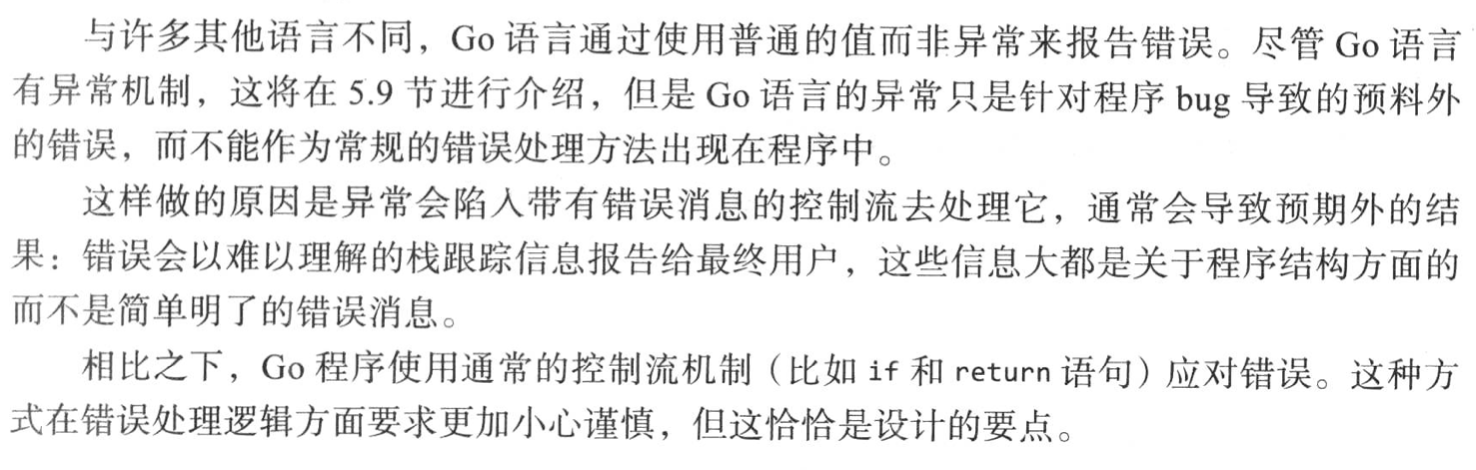 与许多其他语言不同，Go 语言通过使用普通的值而非异常来报告错误。尽管 Go 语言
有异常机制，这将在 5.9 节进行介绍，但是 Go 语言的异常只是针对程序 bug 导致的预料外
的错误，而不能作为常规的错误处理方法出现在程序中。
这样做的原因是异常会陷入带有错误消息的控制流去处理它，通常会导致预期外的结
果：错误会以难以理解的栈跟踪信息报告给最终用户，这些信息大都是关于程序结构方面的
而不是简单明了的错误消息。
相比之下，Go 程序使用通常的控制流机制（比如 if 和 return 语句）应对错误。这种方
式在错误处理逻辑方面要求更加小心谨慎，但这恰恰是设计的要点。